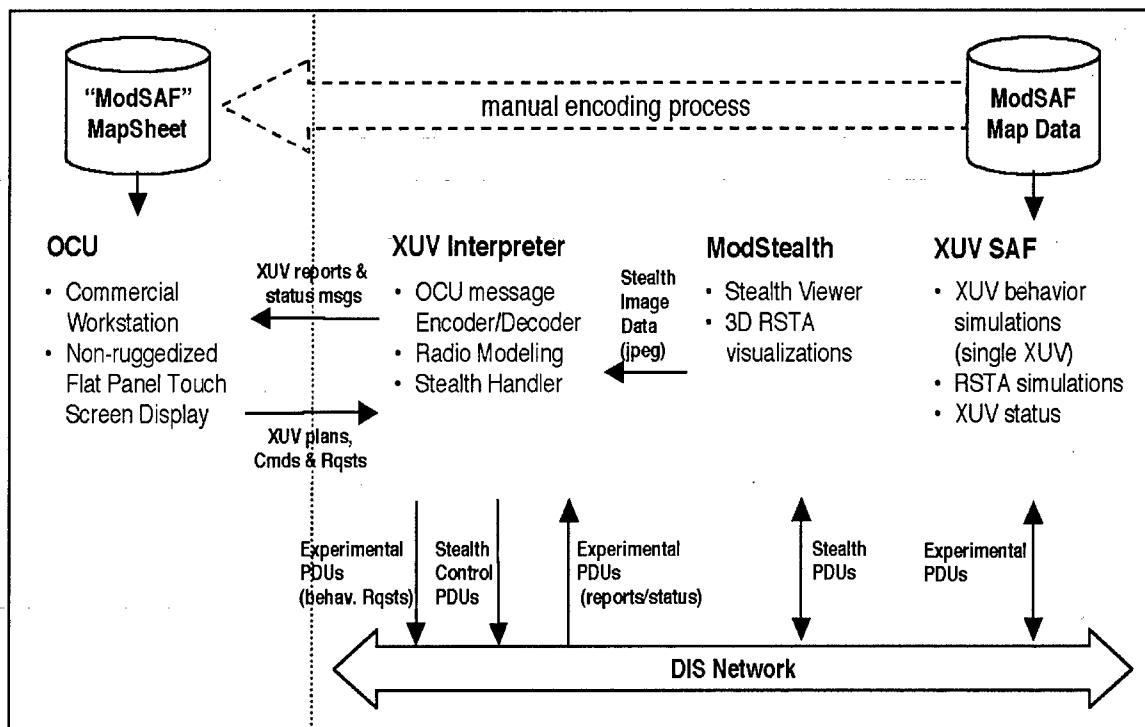 “ModSAF”
MapSheet
manual encoding process
ModSAF
Map Data
OCU
• Commercial
Workstation
• Non-ruggedized
Flat Panel Touch
Screen Display
XUV reports &
status msgs
XUV plans,
Cmds & Rqsts
XUV Interpreter
• OCU message
Encoder/Decoder
• Radio Modeling
• Stealth Handler
Stealth
Image
Data
(jpeg)
ModStealth
• Stealth Viewer
• 3D RSTA
visualizations
XUV SAF
• XUV behavior
simulations
(single XUV)
• RSTA simulations
• XUV status
Experimental
PDUs
(behav. Rqsts)
Stealth
Control
PDUs
Experimental
PDUs
(reports/status)
Stealth
PDUs
Experimental
PDUs
DIS Network